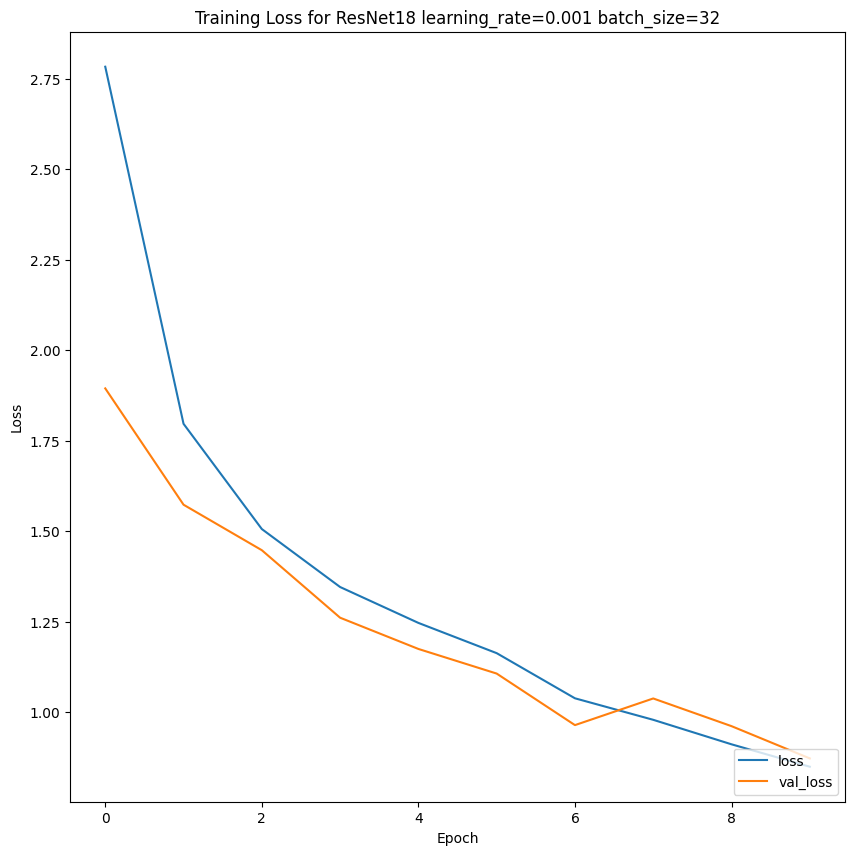 Training Loss for ResNet18 learning_rate=0.001 batch_size=32
2.75
2.50
2.25
2.00
1.75
1.50
1.25
1.00
Loss
0
2
4
6
8
Epoch
loss
val_loss